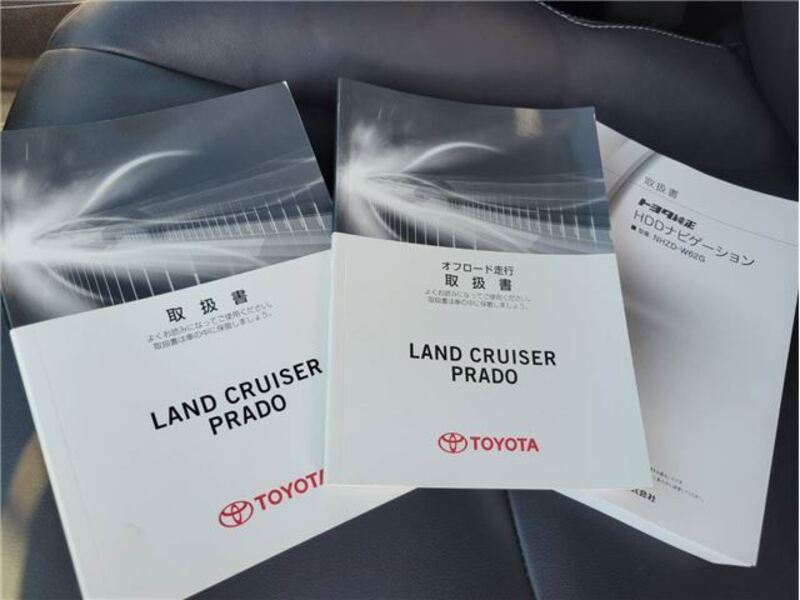 取扱書
よくお読みになってご使用ください。
取扱書は車の中に保管しましょう。
LAND CRUISER
PRADO
TOYOTA
オフロード走行
取扱書
よくお読みになってご使用ください。
取扱書は車の中に保管しましょう。
LAND CRUISER
PRADO
TOYOTA
取扱書
トヨタ純正
HDDナビゲーション
■型番:NHZD-W62G